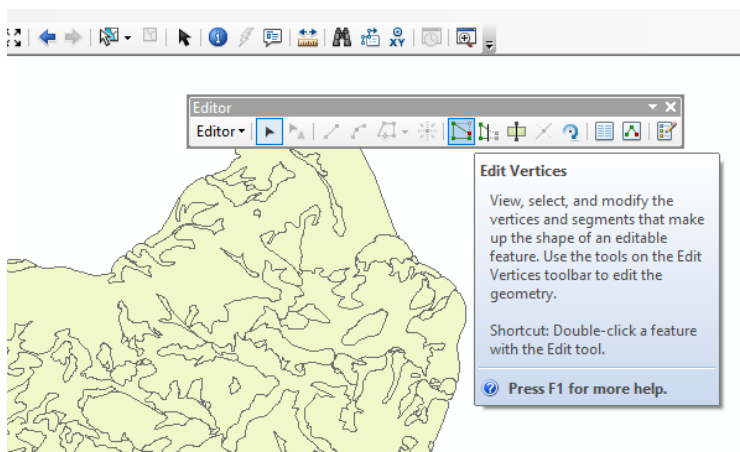 XY
Editor
Editor
A
Edit Vertices
View, select, and modify the
vertices and segments that make
up the shape of an editable
feature. Use the tools on the Edit
Vertices toolbar to edit the
geometry.
Shortcut: Double-click a feature
with the Edit tool.
Press F1 for more help.